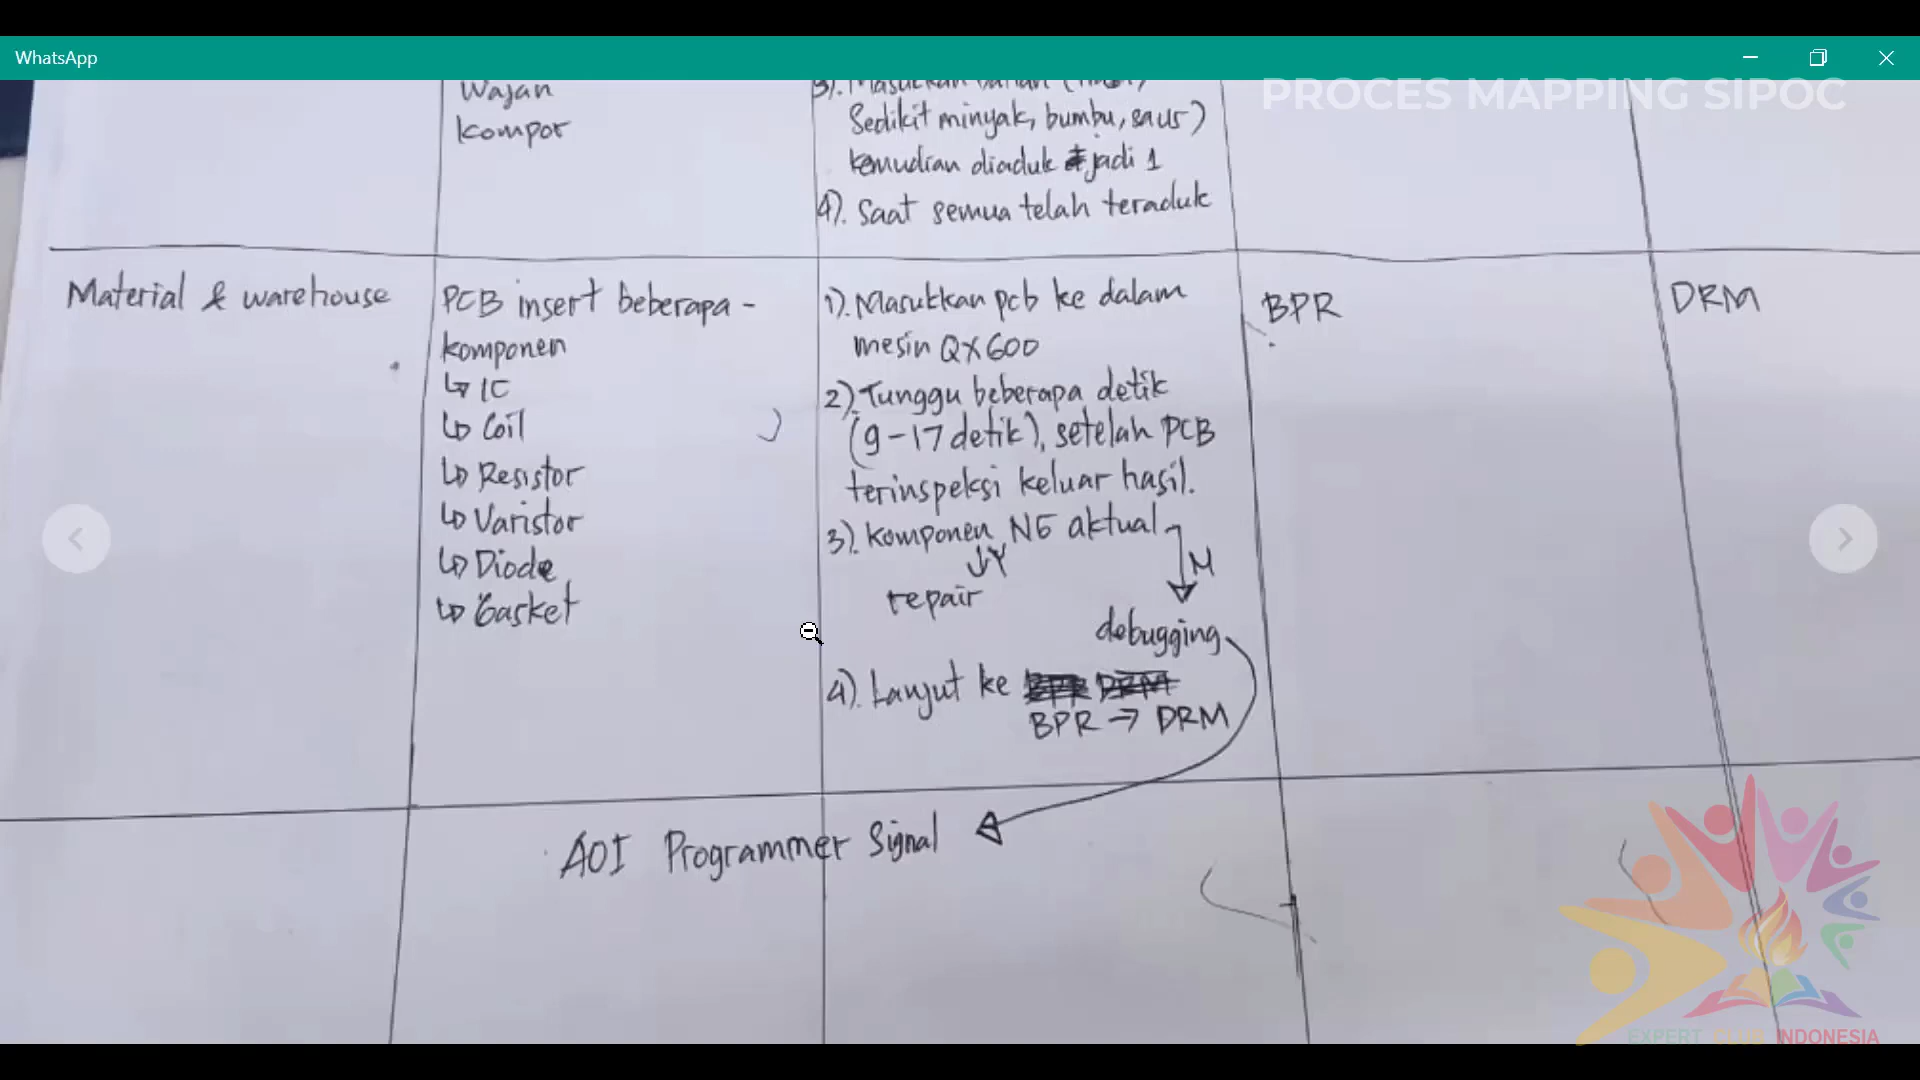 WhatsApp
PROCES MAPPING SIPOC
Wajan
Kompor
3). Masukkan bahan
Sedikit minyak, bumbu, saus)
kemudian diaduk jadi 1
4). Saat semua telah teraduk
Material & warehouse
PCB insert beberapa -
komponen
↳ IC
↳ Coil
↳ Resistor
↳ Varistor
↳ Diode
↳ Gasket
1). Masukkan pcb ke dalam
mesin QX600
2). Tunggu beberapa detik
(9-17 detik), setelah PCB
terinspeksi keluar hasil.
3). Komponen NG aktual
↓Y
N
repair
debugging
4). Lanjut ke
BPR → DRM
BPR
DRM
AOI Programmer Signal
EXPERT CLUB INDONESIA